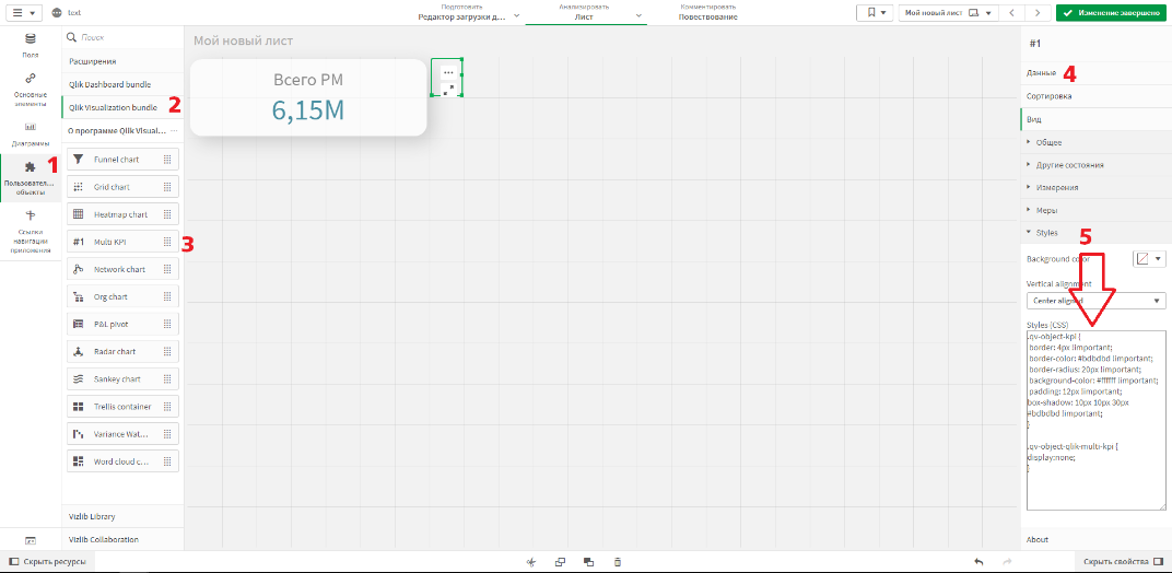 text
Подготовить
Редактор загрузки д...
Анализировать
Лист
Комментировать
Повествование
Мой новый лист
Изменение завершено
Поля
Основные
элементы
Диаграммы
1
Пользовател...
объекты
Ссылки
навигации
приложения
Поиск
Расширения
Qlik Dashboard bundle
Qlik Visualization bundle
2
О программе Qlik Visual... ...
Funnel chart
Grid chart
Heatmap chart
#1 Multi KPI
3
Network chart
Org chart
P&L pivot
Radar chart
Sankey chart
Trellis container
Variance Wat...
Word cloud c...
Vizlib Library
Vizlib Collaboration
Мой новый лист
Всего РМ
6,15M
...
#1
Данные
4
Сортировка
Вид
Общее
Другие состояния
Измерения
Меры
Styles
5
Background color
Vertical alignment
Center aligned
Styles (CSS)
.qv-object-kpi {
border: 4px !important;
border-color: #bdbdbd !important;
border-radius: 20px !important;
background-color: #ffffff !important;
padding: 12px !important;
box-shadow: 10px 10px 30px
#bdbdbd !important;
}
.qv-object-qlik-multi-kpi {
display:none;
}
About
Скрыть ресурсы
Скрыть свойства